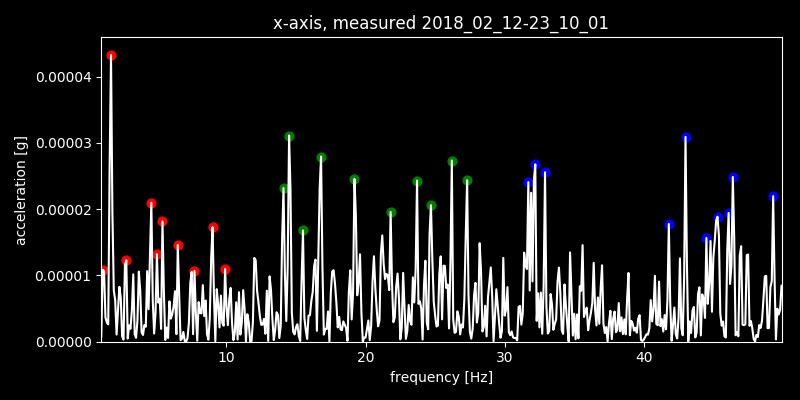 x-axis, measured 2018_02_12-23_10_01
acceleration [g]
0.00004
0.00003
0.00002
0.00001
0.00000
10 20 30 40
frequency [Hz]